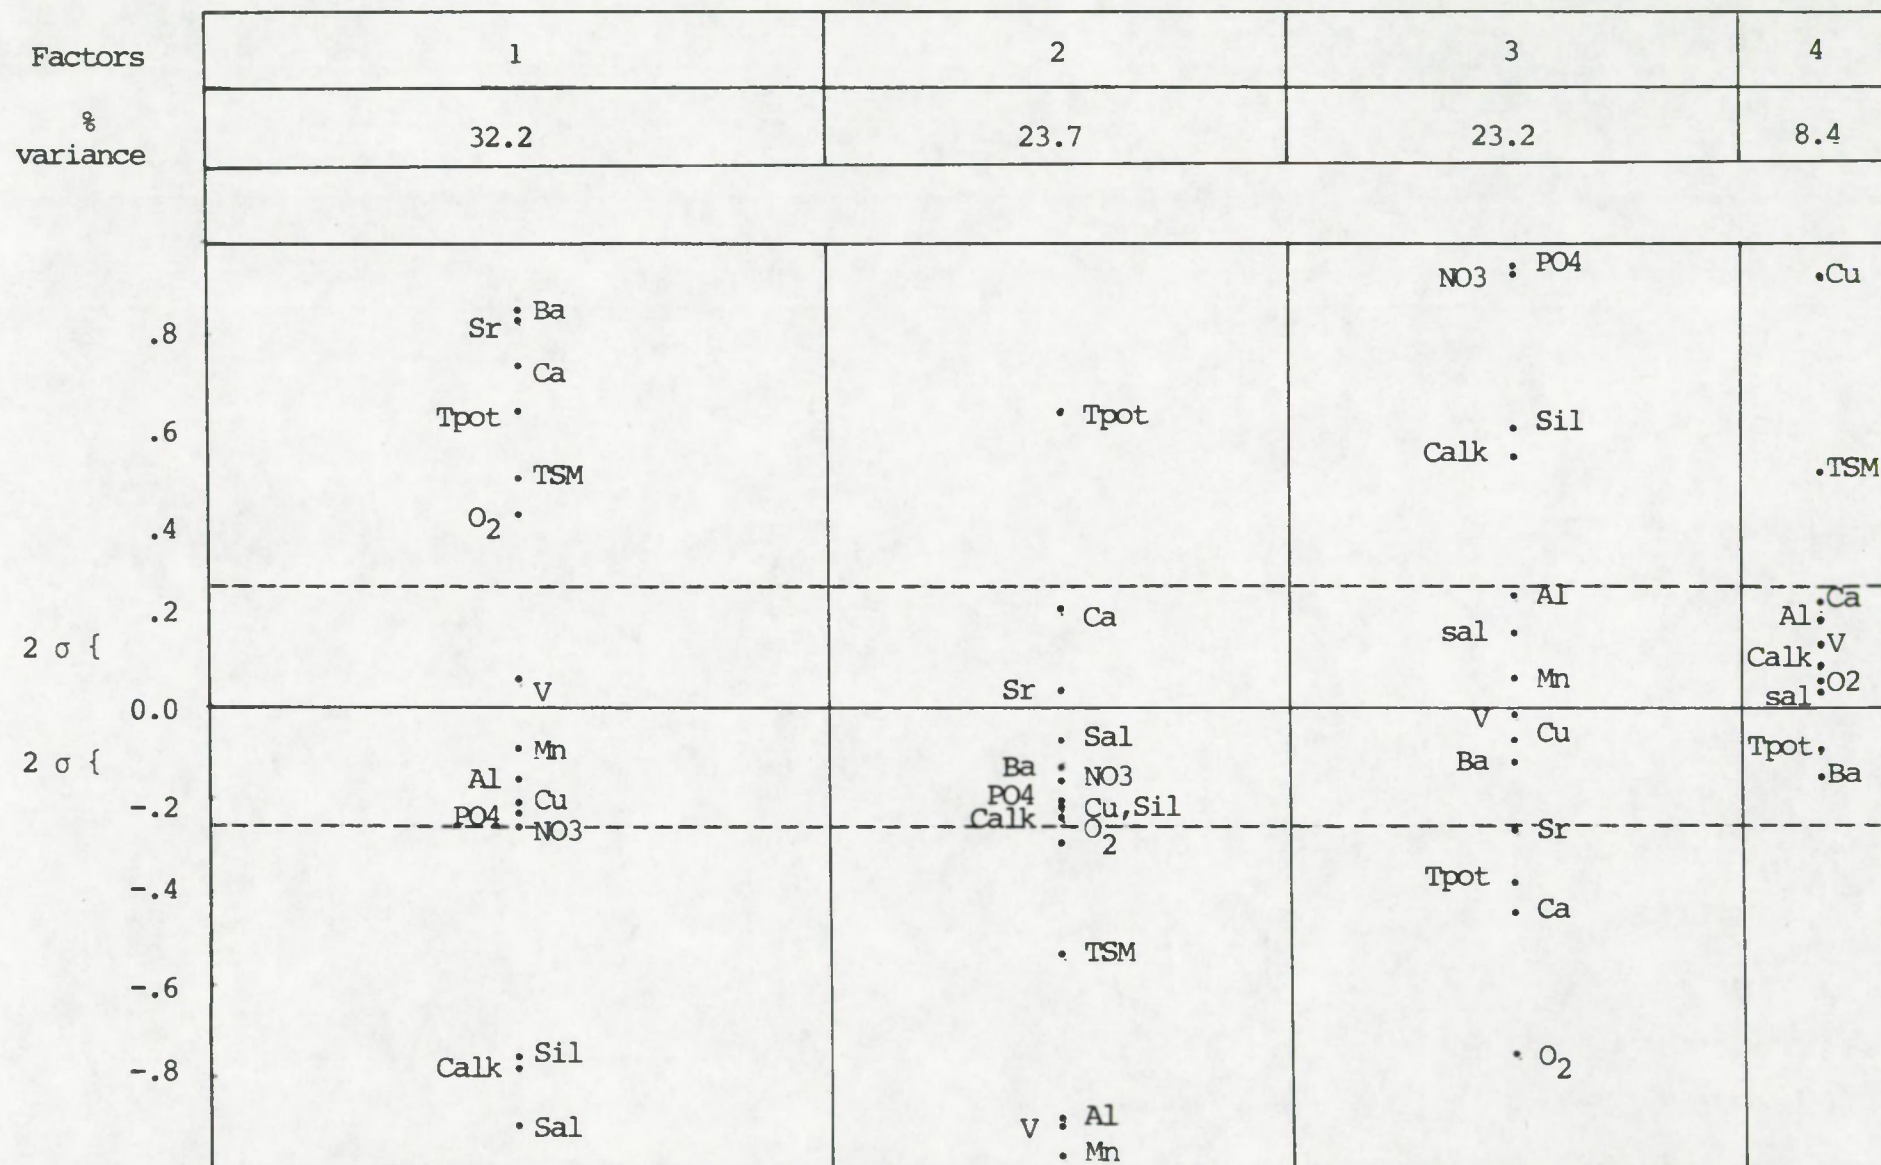 Factors 1 2 3 4
%
variance 32.2 23.7 23.2 8.4
NO3 PO4 Cu
Sr Ba
.8
Ca
Tpot Tpot
.6 Calk Sil
TSM TSM
O2
.4
.2 Ca Al Ca
2 σ { sal Al V
V Sr Mn Calk O2
0.0 sal
Mn Sal V Cu Tpot
2 σ { Al Ba NO3 Ba Ba
-.2 PO4 Cu PO4 Cu,Sil
NO3 Calk O2 Sr
-.4 Tpot
Ca
TSM
-.6
Calk Sil O2
-.8
Sal V Al
Mn